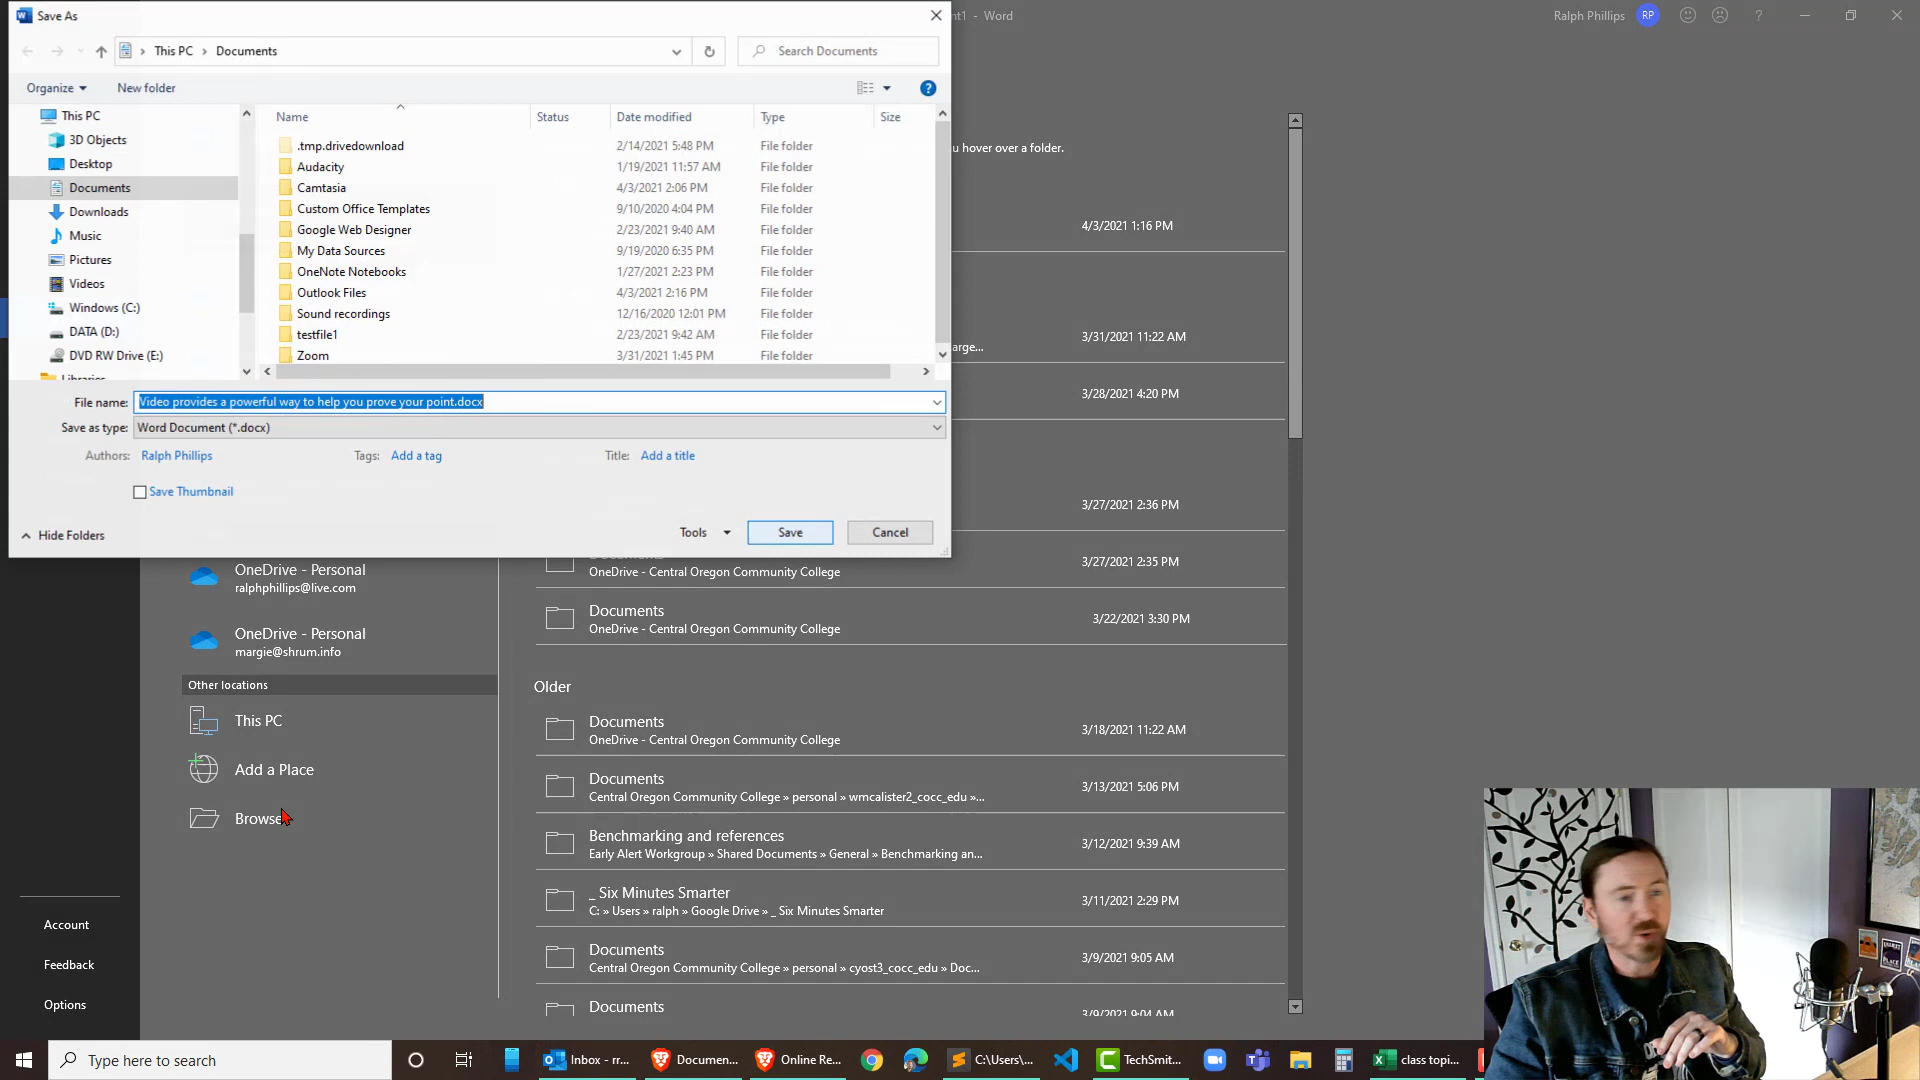 Save As
nt1 - Word
Ralph Phillips RP ?
This PC > Documents
Search Documents
Organize
New folder
This PC
3D Objects
Desktop
Documents
Downloads
Music
Pictures
Videos
Windows (C:)
DATA (D:)
DVD RW Drive (E:)
Libraries
Name Status Date modified Type Size
.tmp.drivedownload 2/14/2021 5:48 PM File folder
Audacity 1/19/2021 11:57 AM File folder
Camtasia 4/3/2021 2:06 PM File folder
Custom Office Templates 9/10/2020 4:04 PM File folder
Google Web Designer 2/23/2021 9:40 AM File folder
My Data Sources 9/19/2020 6:35 PM File folder
OneNote Notebooks 1/27/2021 2:23 PM File folder
Outlook Files 4/3/2021 2:16 PM File folder
Sound recordings 12/16/2020 12:01 PM File folder
testfile1 2/23/2021 9:42 AM File folder
Zoom 3/31/2021 1:45 PM File folder
File name: Video provides a powerful way to help you prove your point.docx
Save as type: Word Document (*.docx)
Authors: Ralph Phillips Tags: Add a tag Title: Add a title
Save Thumbnail
Hide Folders
Tools Save Cancel
u hover over a folder.
4/3/2021 1:16 PM
3/31/2021 11:22 AM
arge...
3/28/2021 4:20 PM
3/27/2021 2:36 PM
OneDrive - Personal
ralphphillips@live.com
OneDrive - Personal
margie@shrum.info
Other locations
This PC
Add a Place
Browse
Account
Feedback
Options
3/27/2021 2:35 PM
OneDrive - Central Oregon Community College
Documents
OneDrive - Central Oregon Community College
3/22/2021 3:30 PM
Older
Documents
OneDrive - Central Oregon Community College
3/18/2021 11:22 AM
Documents
Central Oregon Community College » personal » wmcalister2_cocc_edu »...
3/13/2021 5:06 PM
Benchmarking and references
Early Alert Workgroup » Shared Documents » General » Benchmarking an...
3/12/2021 9:39 AM
_ Six Minutes Smarter
C: » Users » ralph » Google Drive » _ Six Minutes Smarter
3/11/2021 2:29 PM
Documents
Central Oregon Community College » personal » cyost3_cocc_edu » Doc...
3/9/2021 9:05 AM
Documents
3/9/2021 9:04 AM
Type here to search
Inbox - rr...
Documen...
Online Re...
C:\Users\...
TechSmit...
class topi...